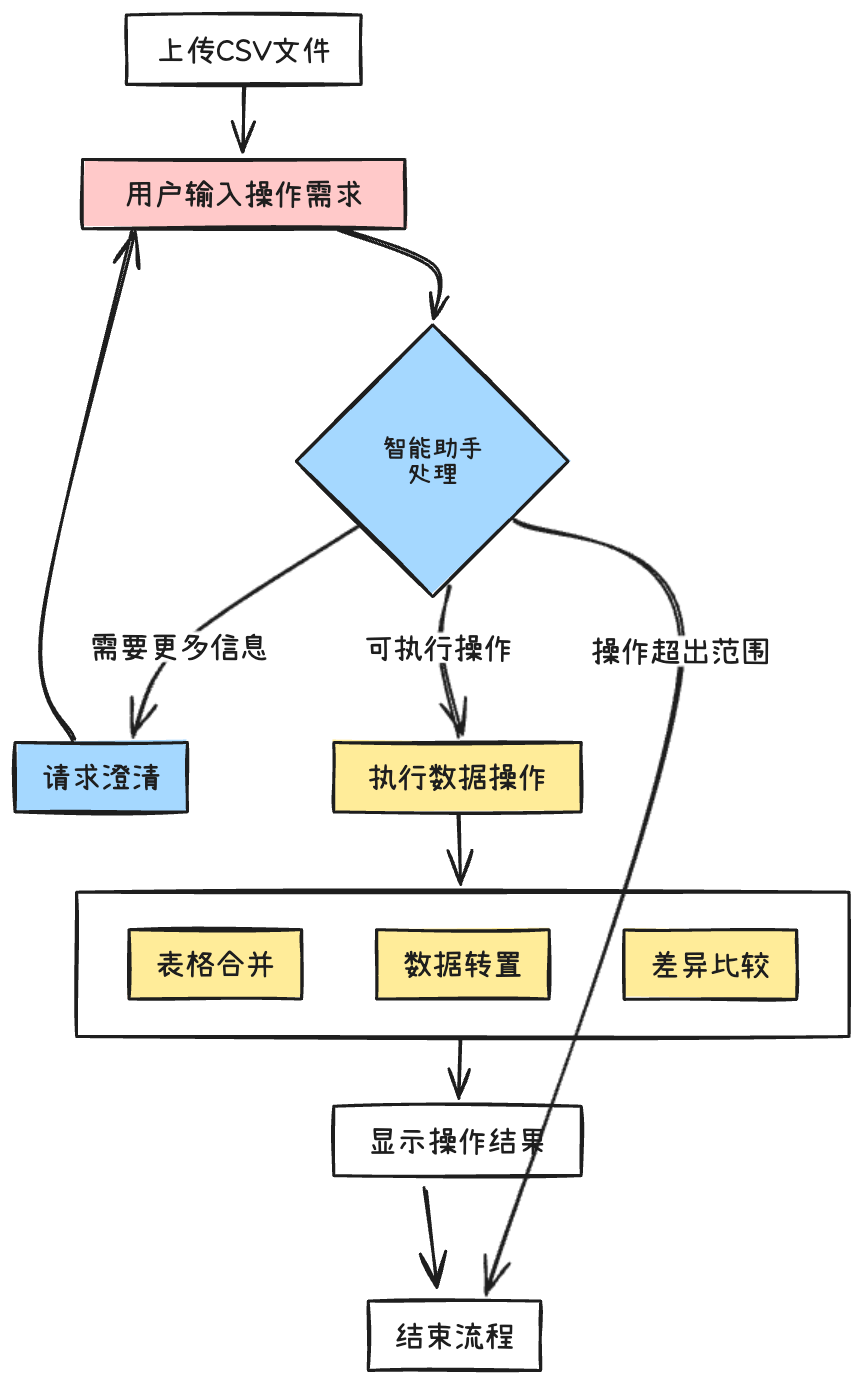 上传CSV文件
用户输入操作需求
智能助手
处理
需要更多信息
可执行操作
操作超出范围
请求澄清
执行数据操作
表格合并
数据转置
差异比较
显示操作结果
结束流程